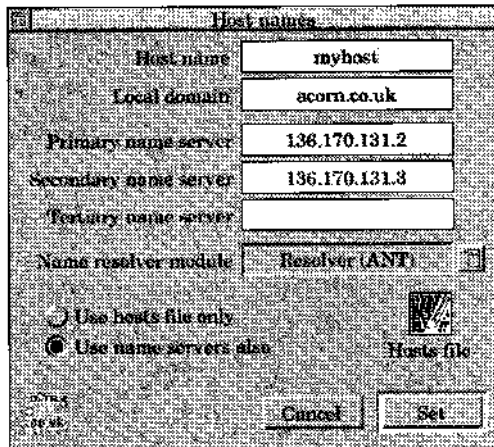 Host names
Host name myhost
Local domain acorn.co.uk
Primary name server 136.170.131.2
Secondary name server 136.170.131.3
Tertiary name server
Name resolver module Resolver (ANT)
Use hosts file only
Use name servers also
Hosts file
.co.uk
Cancel Set